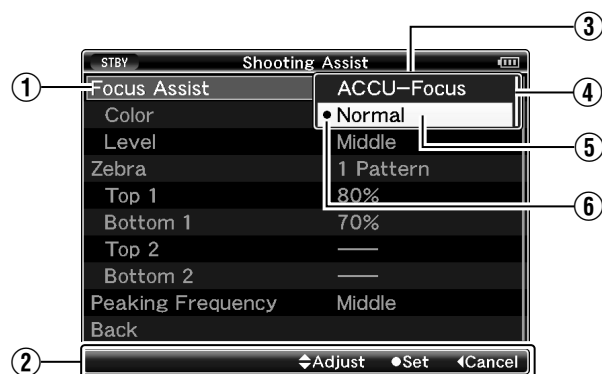 ③
STBY Shooting Assist
① Focus Assist ACCU-Focus ④
Color ●Normal ⑤
Level Middle
Zebra 1 Pattern
⑥
Top 1 80%
Bottom 1 70%
Top 2 ——
Bottom 2 ——
Peaking Frequency Middle
Back
② Adjust ●Set Cancel